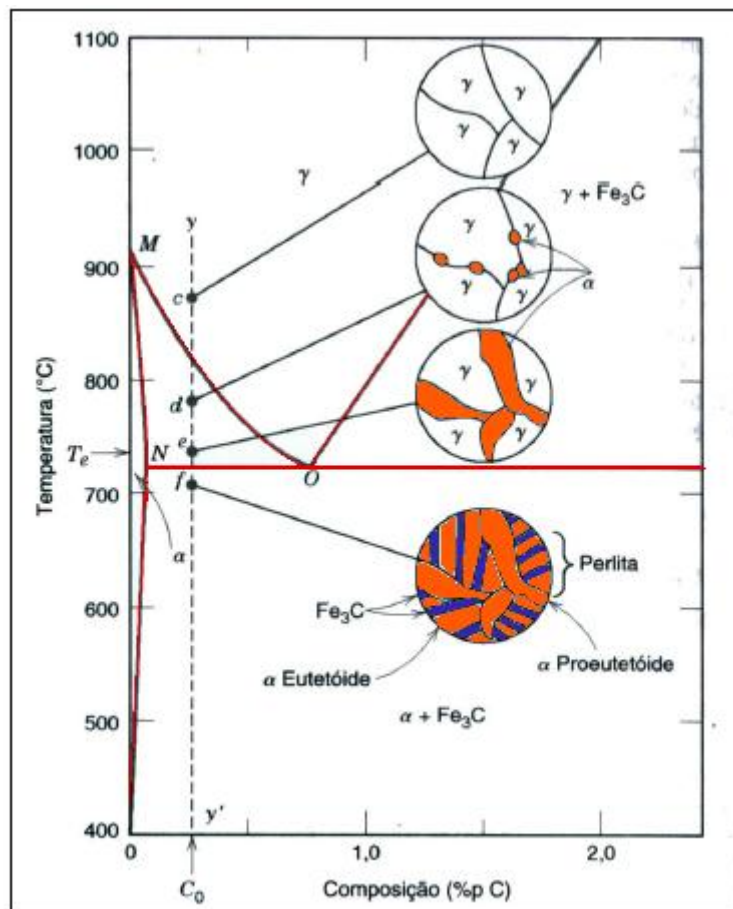 1100
γ
γ
γ
γ
1000
γ
γ + Fe₃C
y
γ
γ
M
900
c
γ
γ
α
Temperatura (°C)
800
d
γ
γ
e
γ
γ
Tₑ
N
f
O
700
α
Perlita
Fe₃C
600
α Eutetóide
α Proeutetóide
α + Fe₃C
500
y'
400
0
1,0
2,0
C₀
Composição (%p C)